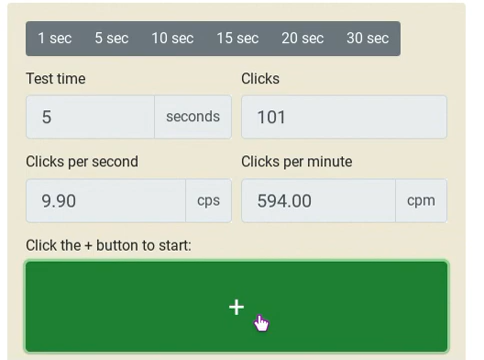 1 sec 5 sec 10 sec 15 sec 20 sec 30 sec
Test time Clicks
5 seconds 101
Clicks per second Clicks per minute
9.90 cps 594.00 cpm
Click the + button to start:
+